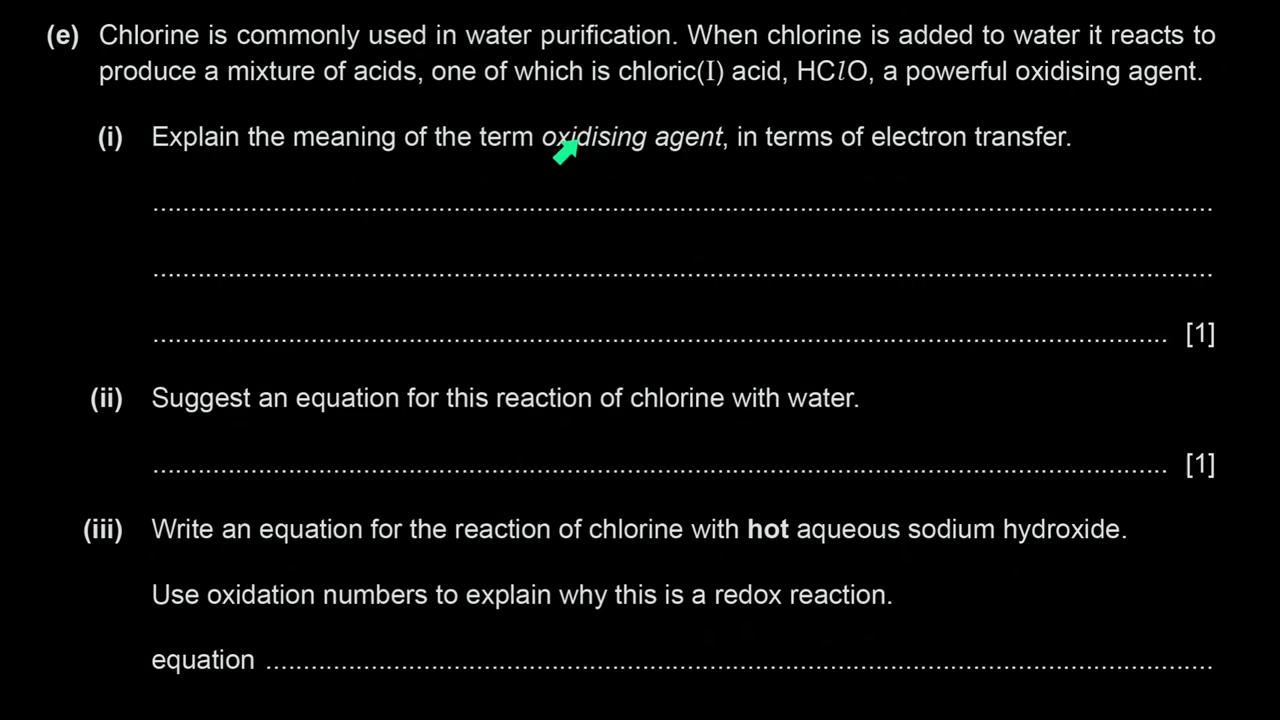 (e) Chlorine is commonly used in water purification. When chlorine is added to water it reacts to
produce a mixture of acids, one of which is chloric(I) acid, HClO, a powerful oxidising agent.
(i) Explain the meaning of the term oxidising agent, in terms of electron transfer.
..........................................................................................................................................
..........................................................................................................................................
.................................................................................................................................... [1]
(ii) Suggest an equation for this reaction of chlorine with water.
.................................................................................................................................... [1]
(iii) Write an equation for the reaction of chlorine with hot aqueous sodium hydroxide.
Use oxidation numbers to explain why this is a redox reaction.
equation ...........................................................................................................................